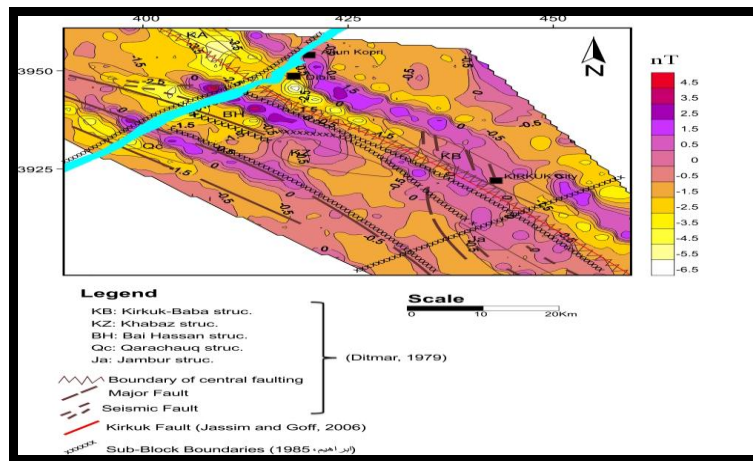 400 425 450
KA
Altun Kopri
3950
Dibis
N
nT
4.5
3.5
2.5
1.5
0
-0.5
-1.5
-2.5
-3.5
-4.5
-5.5
-6.5
BH
Qc
KZ
KB
3925
KIRKUK City
Ja
Legend
KB: Kirkuk-Baba struc.
KZ: Khabaz struc.
BH: Bai Hassan struc.
Qc: Qarachauq struc.
Ja: Jambur struc.
(Ditmar, 1979)
Boundary of central faulting
Major Fault
Seismic Fault
Kirkuk Fault (Jassim and Goff, 2006)
Sub-Block Boundaries (1985 ،ابراهيم)
Scale
0 10 20Km